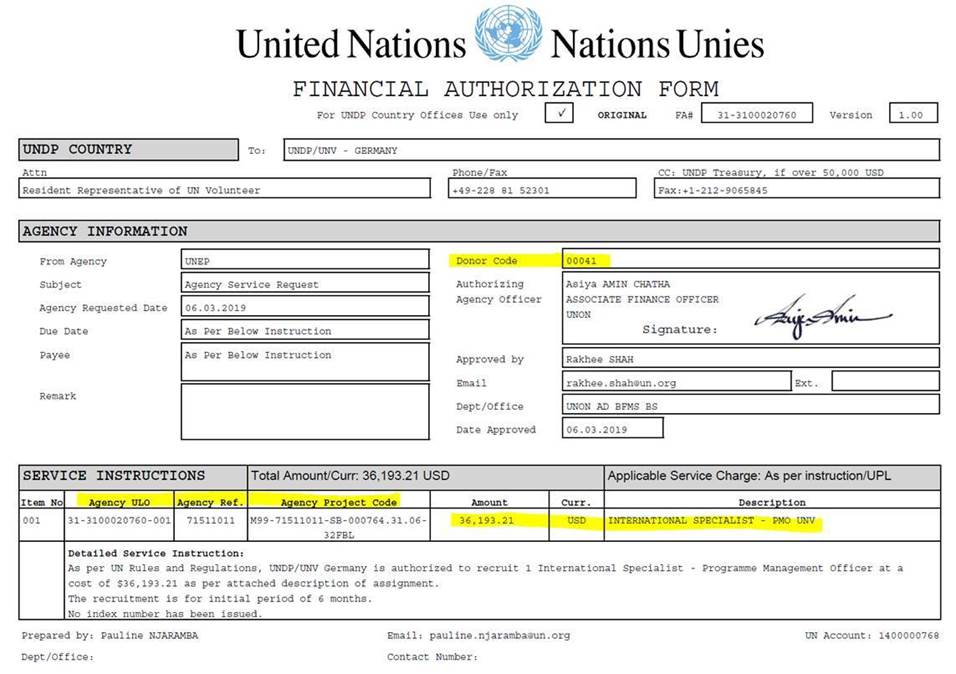 United Nations Nations Unies
FINANCIAL AUTHORIZATION FORM
For UNDP Country Offices Use only ✓ ORIGINAL FA# 31-3100020760 Version 1.00
UNDP COUNTRY To: UNDP/UNV - GERMANY
Attn Phone/Fax CC: UNDP Treasury, if over 50,000 USD
Resident Representative of UN Volunteer +49-228 81 52301 Fax:+1-212-9065845
AGENCY INFORMATION
From Agency UNEP Donor Code 00041
Subject Agency Service Request Authorizing Asiya AMIN CHATHA
Agency Officer ASSOCIATE FINANCE OFFICER
Agency Requested Date 06.03.2019 UNON
Due Date As Per Below Instruction Signature: Asiya Amin
Payee As Per Below Instruction Approved by Rakhee SHAH
Email rakhee.shah@un.org Ext.
Remark Dept/Office UNON AD BFMS BS
Date Approved 06.03.2019
SERVICE INSTRUCTIONS Total Amount/Curr: 36,193.21 USD Applicable Service Charge: As per instruction/UPL
Item No Agency ULO Agency Ref. Agency Project Code Amount Curr. Description
001 31-3100020760-001 71511011 M99-71511011-SB-000764.31.06- 36,193.21 USD INTERNATIONAL SPECIALIST - PMO UNV
32FBL
Detailed Service Instruction:
As per UN Rules and Regulations, UNDP/UNV Germany is authorized to recruit 1 International Specialist - Programme Management Officer at a
cost of $36,193.21 as per attached description of assignment.
The recruitment is for initial period of 6 months.
No index number has been issued.
Prepared by: Pauline NJARAMBA Email: pauline.njaramba@un.org UN Account: 1400000768
Dept/Office: Contact Number: